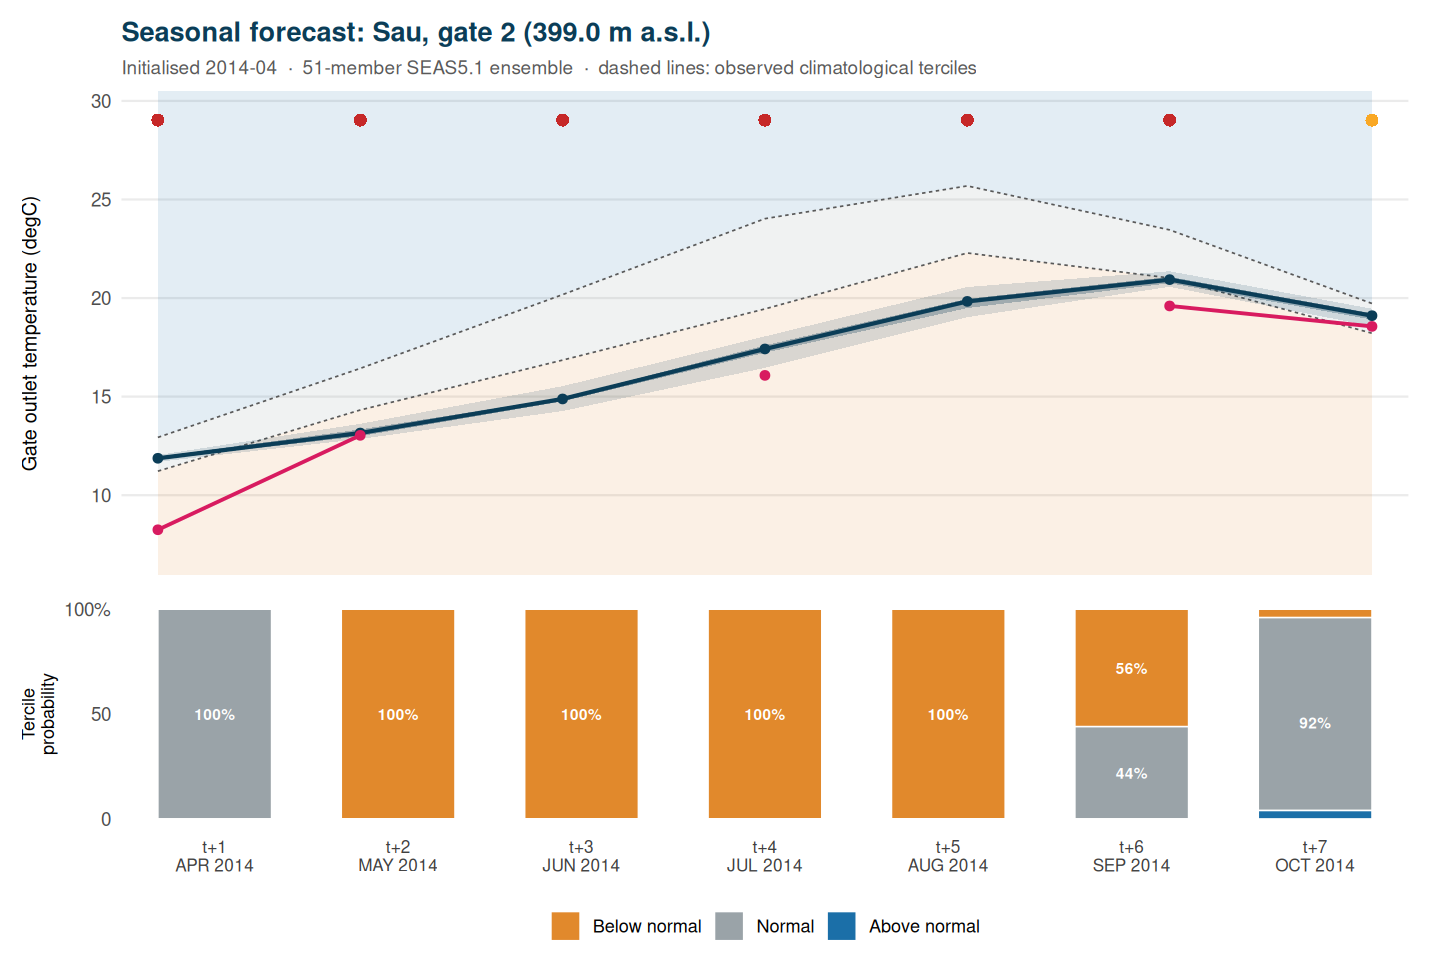 Seasonal forecast: Sau, gate 2 (399.0 m a.s.l.)
Initialised 2014-04 · 51-member SEAS5.1 ensemble · dashed lines: observed climatological terciles
Gate outlet temperature (degC)
30
25
20
15
10
Tercile
probability
100%
50
0
100%
100%
100%
100%
100%
56%
44%
92%
t+1
APR 2014
t+2
MAY 2014
t+3
JUN 2014
t+4
JUL 2014
t+5
AUG 2014
t+6
SEP 2014
t+7
OCT 2014
Below normal
Normal
Above normal